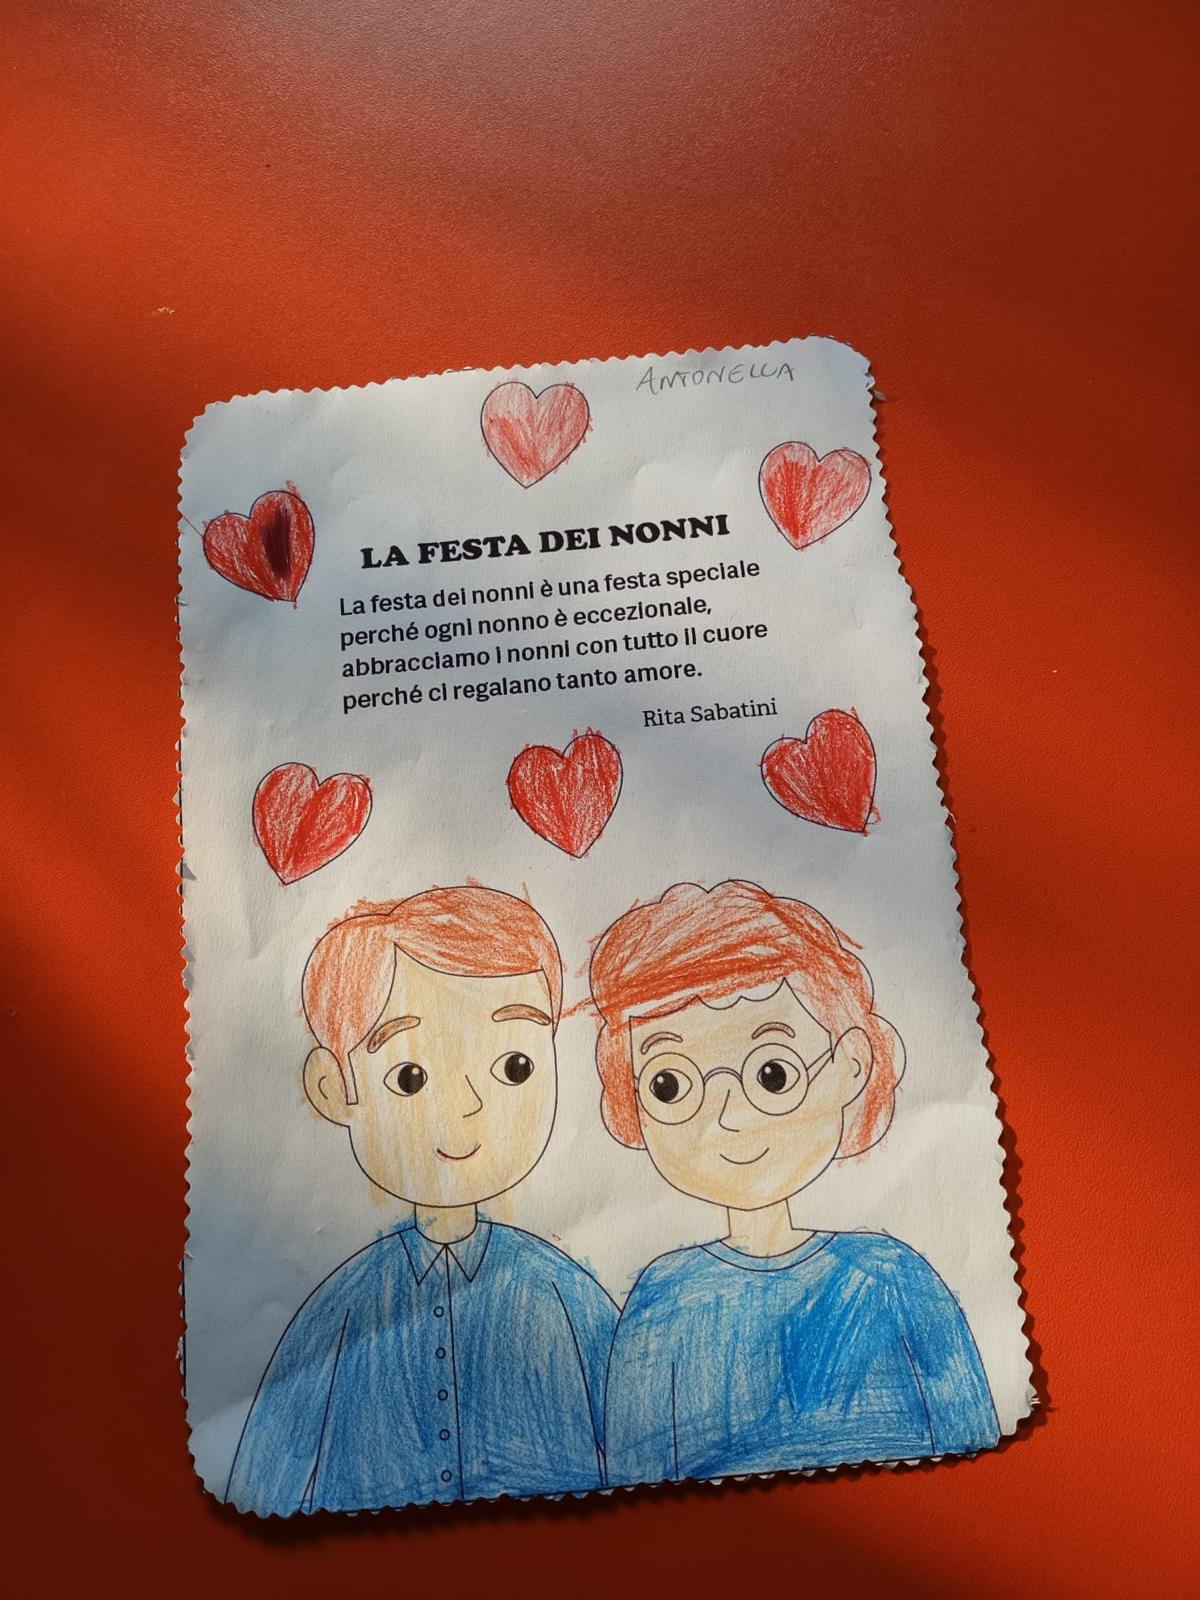 ANTONELLA
LA FESTA DEI NONNI
La festa dei nonni è una festa speciale
perché ogni nonno è eccezionale,
abbracciamo i nonni con tutto il cuore
perché ci regalano tanto amore.
Rita Sabatini